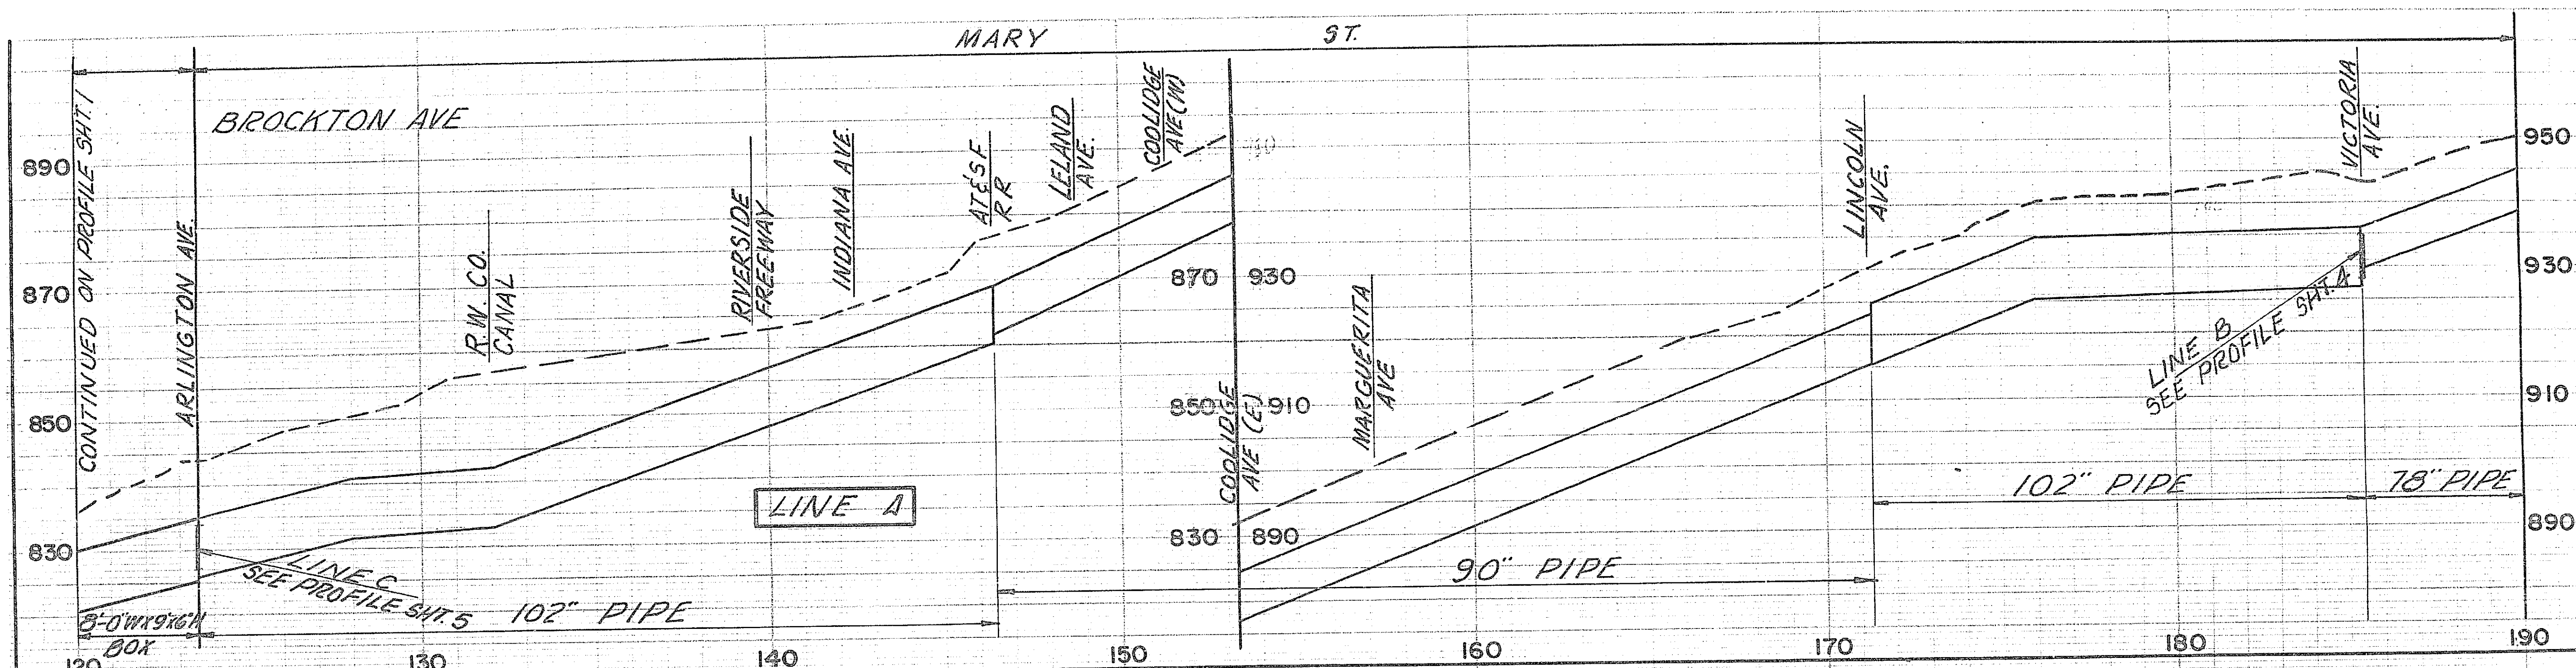 MARY ST.
BROCKTON AVE
CONTINUED ON PROFILE SHT. 1
ARLINGTON AVE.
R.W. CO.
CANAL
RIVERSIDE
FREEWAY
INDIANA AVE.
AT&SF
RR
LELAND
AVE.
COOLIDGE
AVE (W)
COOLIDGE
AVE (E)
MARGUERITA
AVE
LINCOLN
AVE.
VICTORIA
AVE.
890
870
850
830
870 930
850 910
830 890
950
930
910
890
LINE A
LINE B
SEE PROFILE SHT. 4
LINE C
SEE PROFILE SHT. 5
8'-0"WX9'X6"H
BOX
102" PIPE
90" PIPE
102" PIPE
78" PIPE
120 130 140 150 160 170 180 190